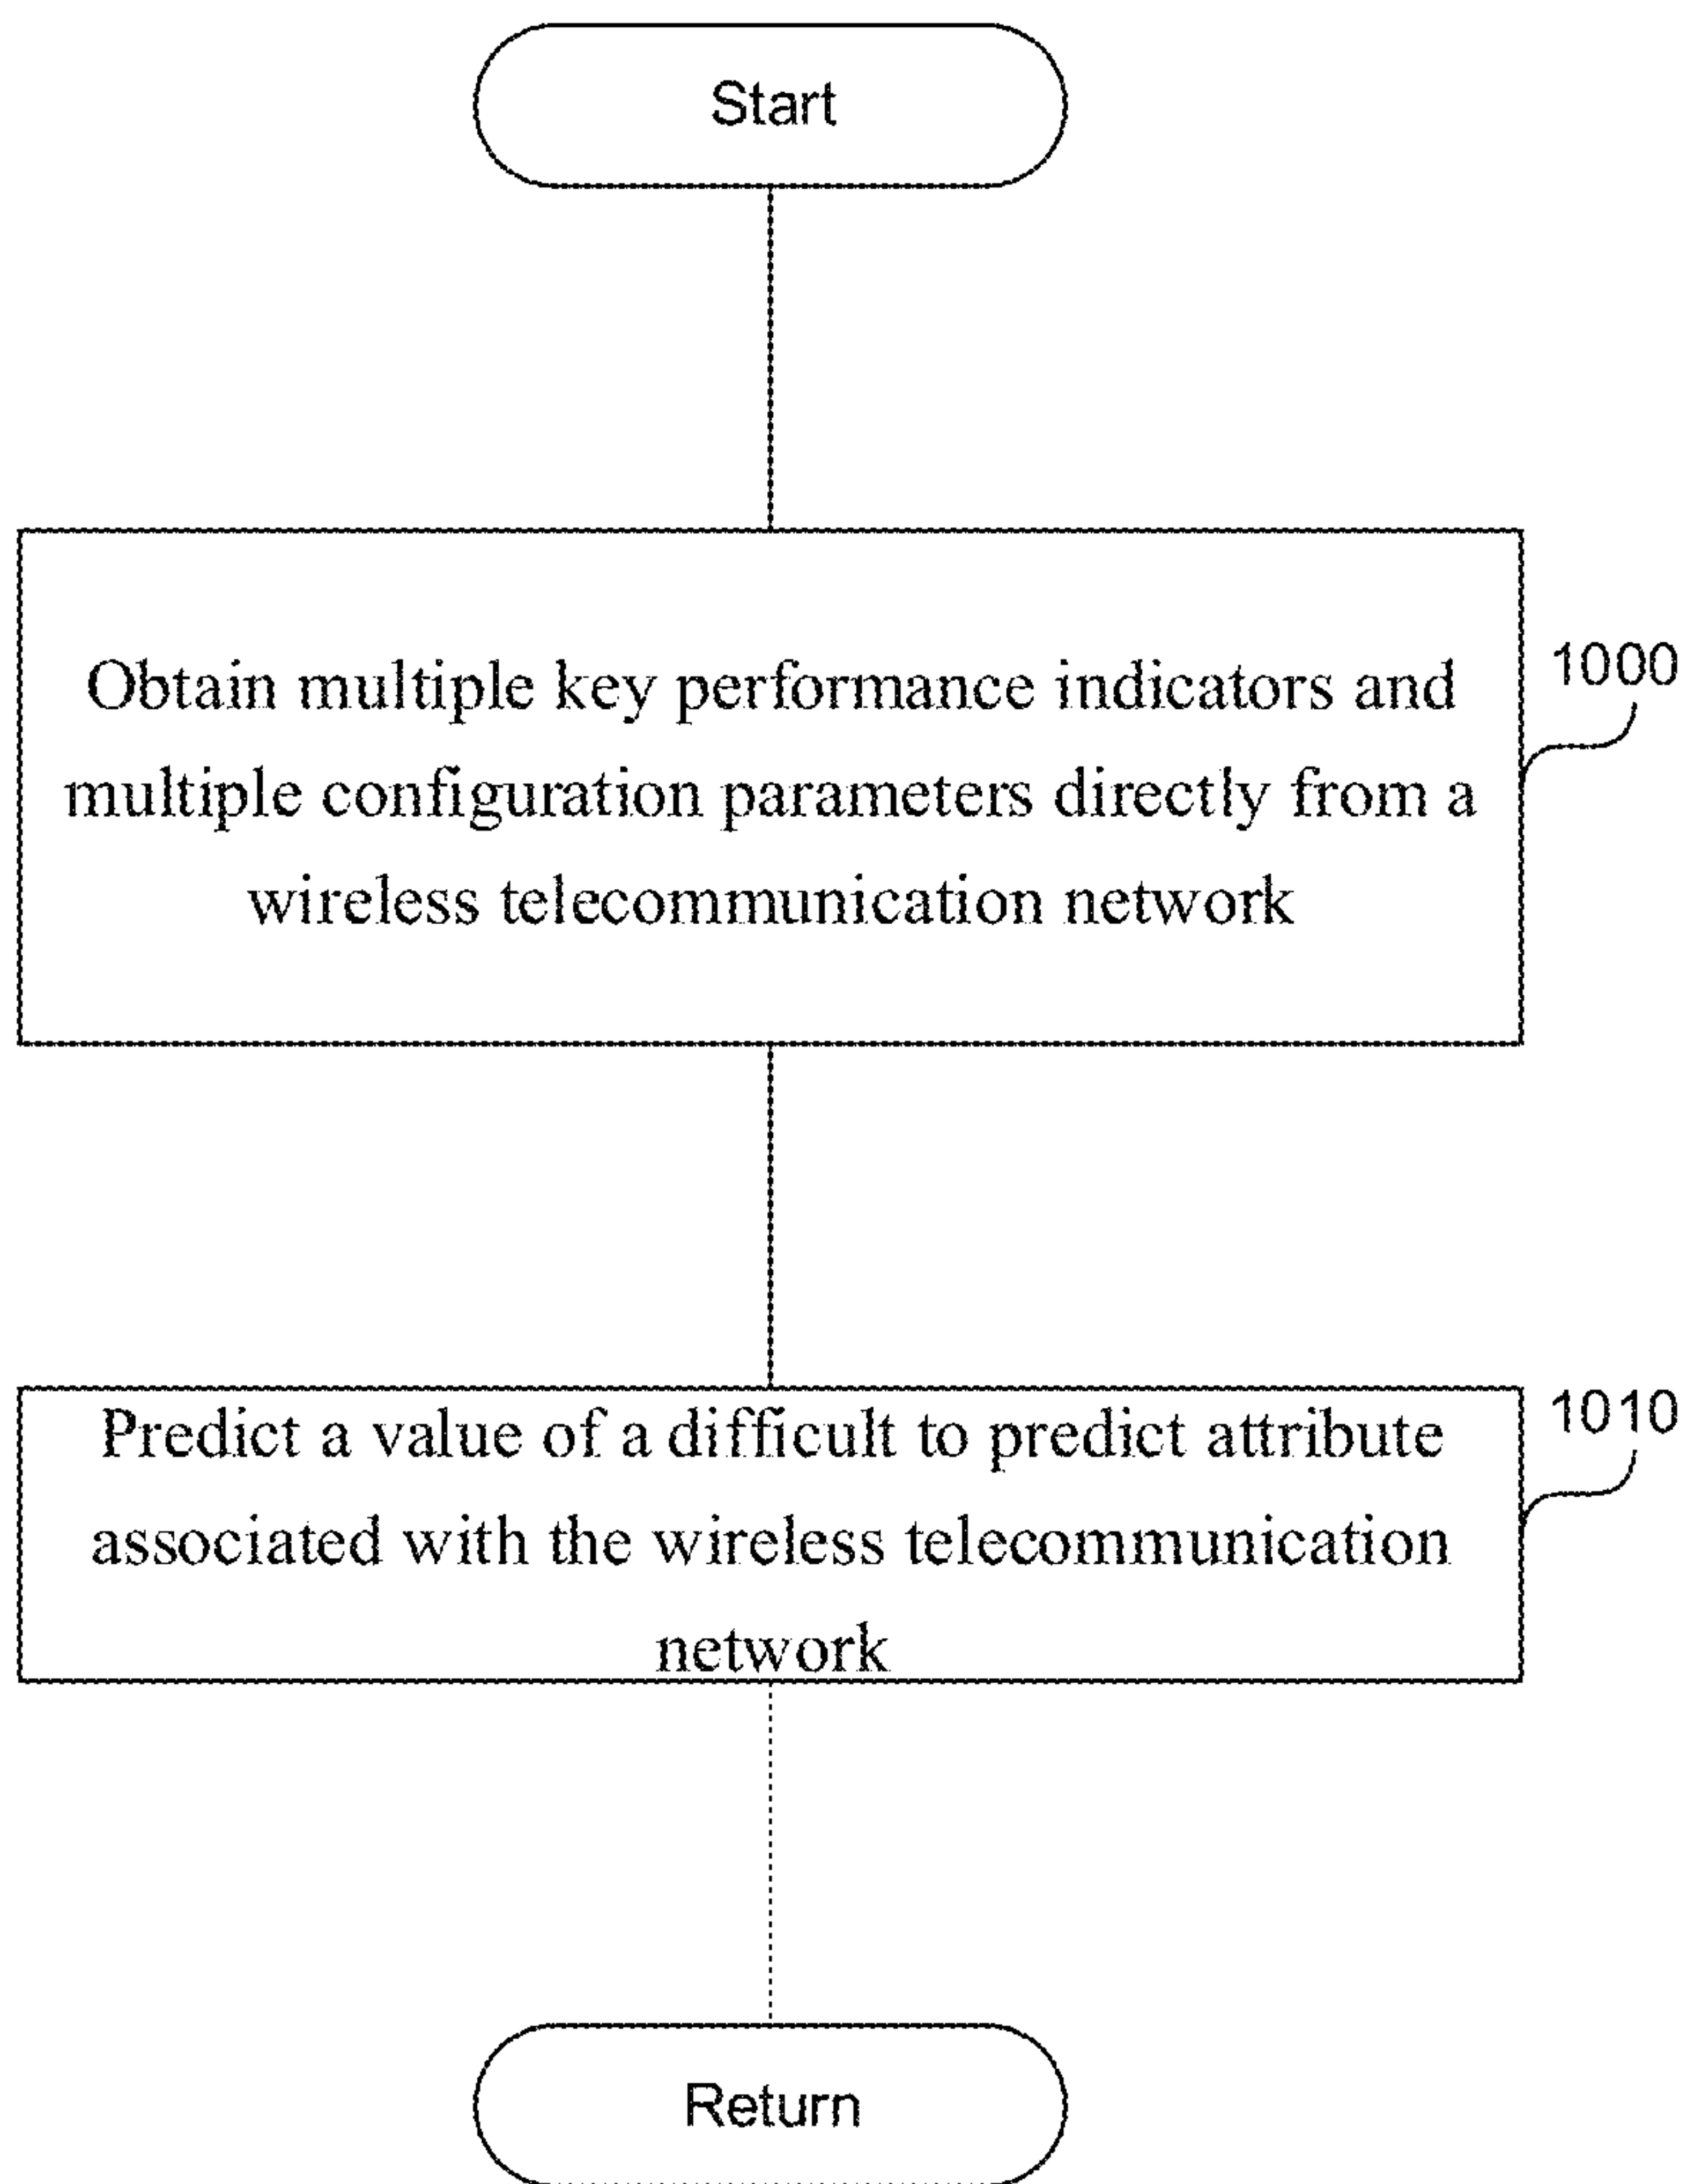 Start
Obtain multiple key performance indicators and
multiple configuration parameters directly from a
wireless telecommunication network
1000
Predict a value of a difficult to predict attribute
associated with the wireless telecommunication
network
1010
Return